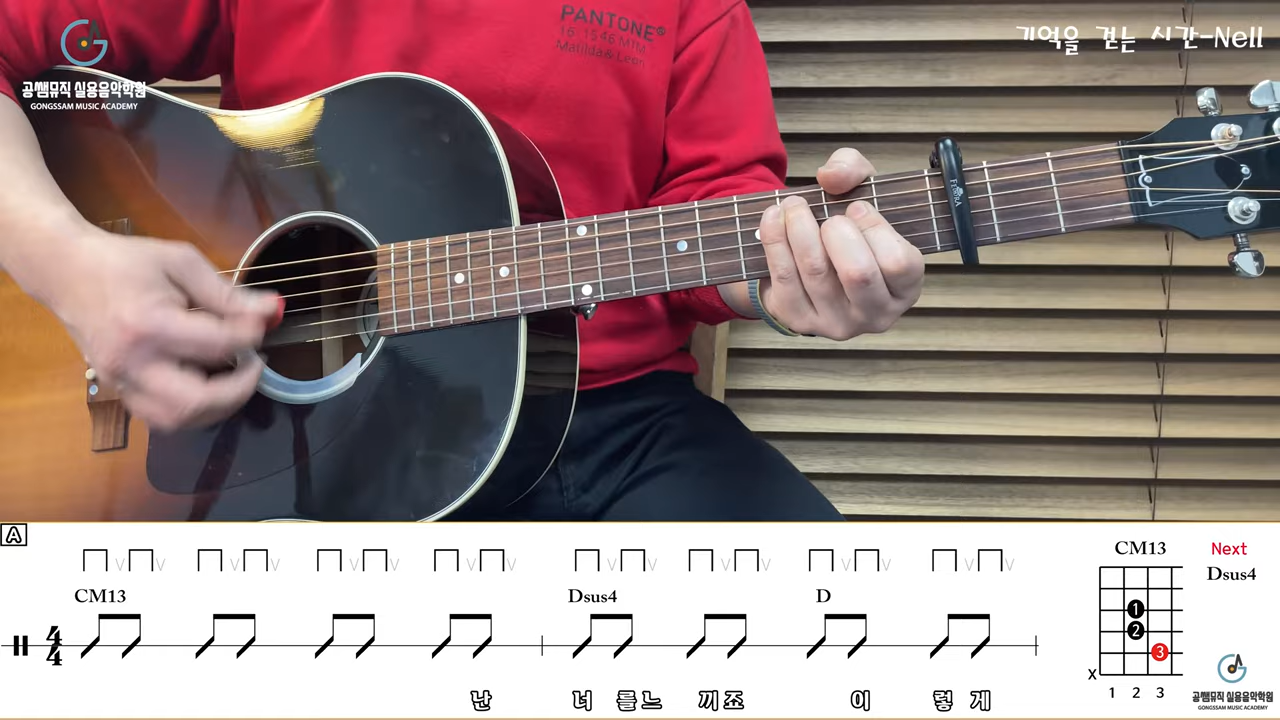 PANTONE®
16-1546 MTM
Matilda & Leon
기억을 걷는 시간-Nell
공쌤뮤직 실용음악학원
GONGSSAM MUSIC ACADEMY
A
V V V V V V V V
CM13 Dsus4 D
4
4
난 너 를느 끼죠 이 렇 게
CM13
1
2
3
x
1 2 3
Next
Dsus4
공쌤뮤직 실용음악학원
GONGSSAM MUSIC ACADEMY